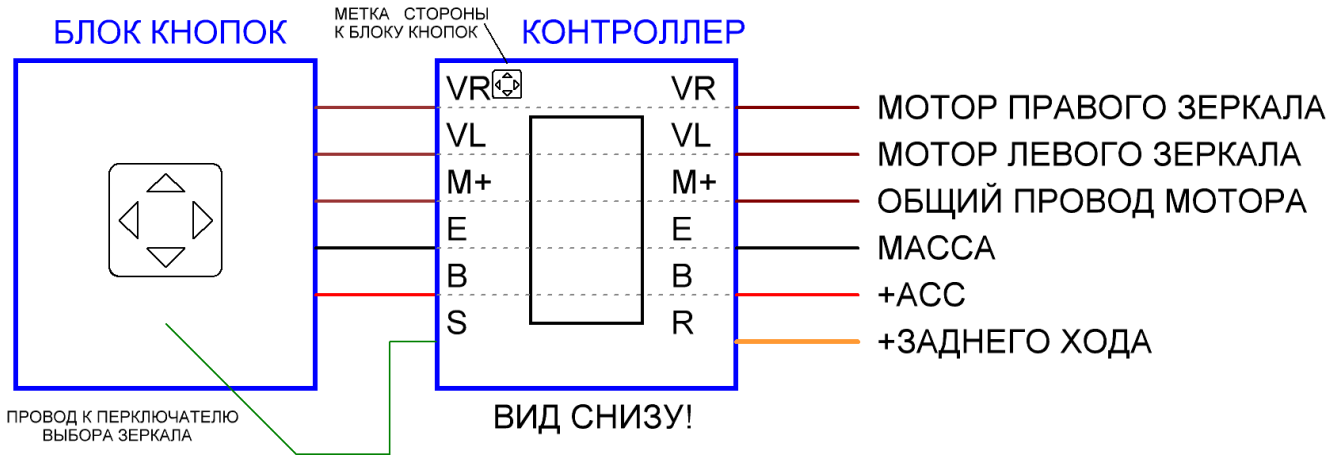 МЕТКА СТОРОНЫ
К БЛОКУ КНОПОК
БЛОК КНОПОК
КОНТРОЛЛЕР
VR
VR
МОТОР ПРАВОГО ЗЕРКАЛА
VL
VL
МОТОР ЛЕВОГО ЗЕРКАЛА
M+
M+
ОБЩИЙ ПРОВОД МОТОРА
E
E
МАССА
B
B
+ACC
S
R
+ЗАДНЕГО ХОДА
ПРОВОД К ПЕРКЛЮЧАТЕЛЮ
ВЫБОРА ЗЕРКАЛА
ВИД СНИЗУ!